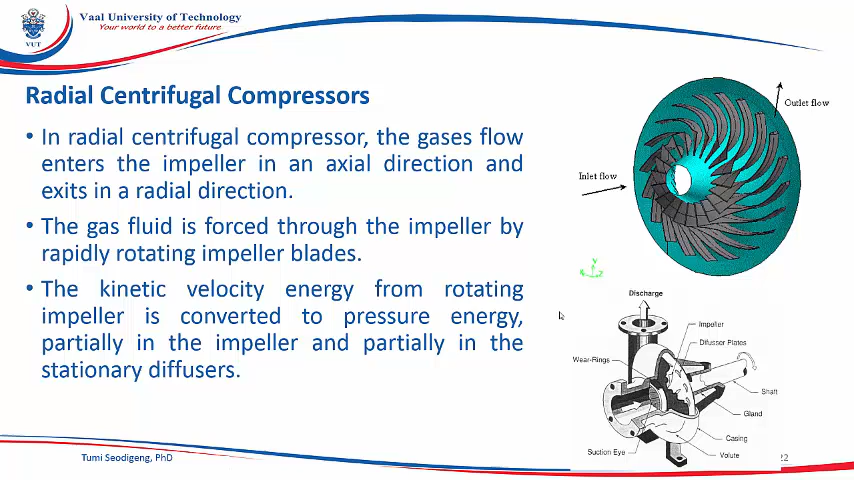 Vaal University of Technology
Your world to a better future
VUT
Radial Centrifugal Compressors
• In radial centrifugal compressor, the gases flow
enters the impeller in an axial direction and
exits in a radial direction.
• The gas fluid is forced through the impeller by
rapidly rotating impeller blades.
• The kinetic velocity energy from rotating
impeller is converted to pressure energy,
partially in the impeller and partially in the
stationary diffusers.
Outlet flow
Inlet flow
Y
Z
Discharge
Impeller
Difusser Plates
Wear-Rings
Shaft
Gland
Casing
Volute
Suction Eye
Tumi Seodigeng, PhD
22